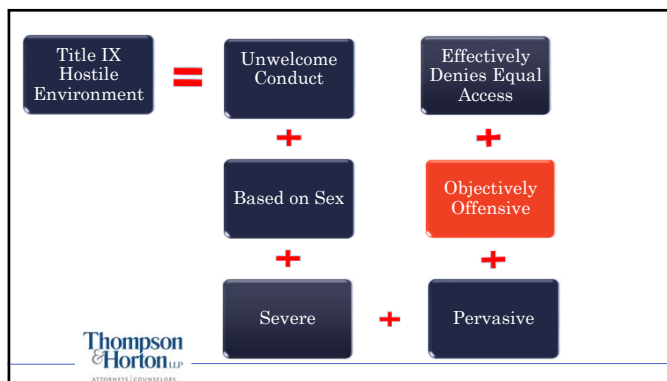 Title IX
Hostile
Environment
=
Unwelcome
Conduct
+
Based on Sex
+
Severe
+
Pervasive
+
Objectively
Offensive
+
Effectively
Denies Equal
Access
Thompson
& Horton LLP
ATTORNEYS | COUNSELORS